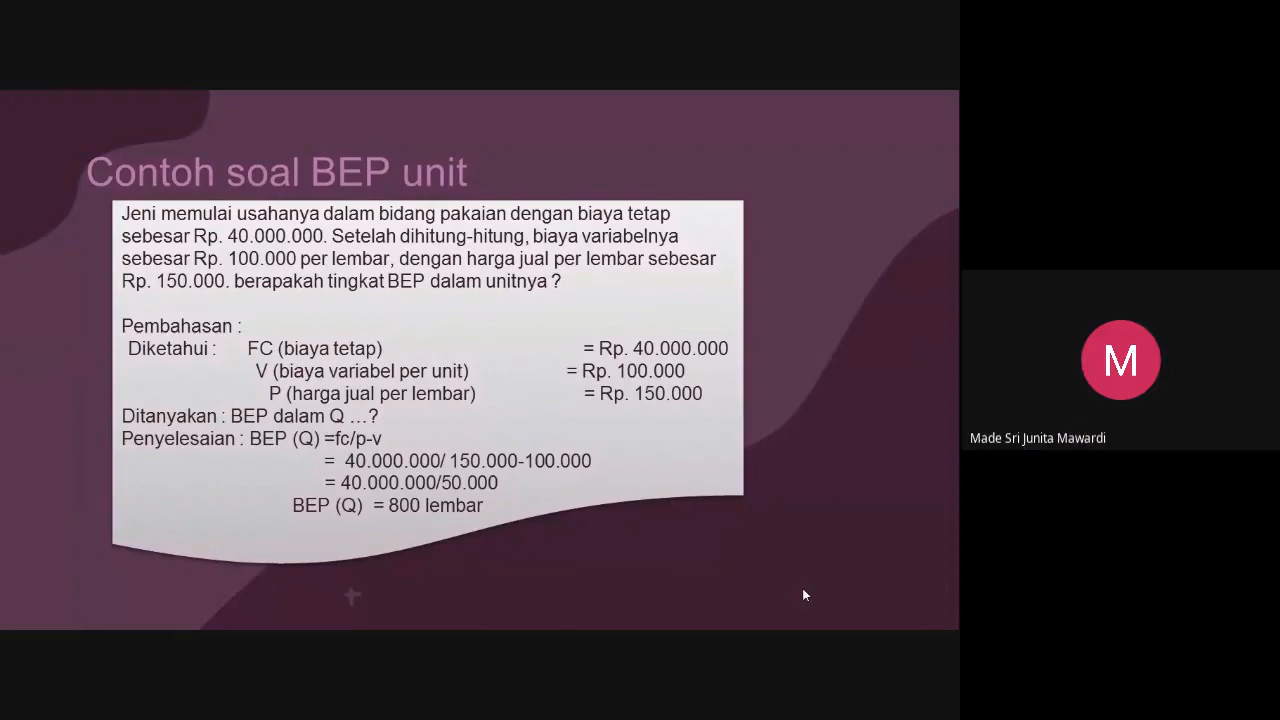 Contoh soal BEP unit
Jeni memulai usahanya dalam bidang pakaian dengan biaya tetap
sebesar Rp. 40.000.000. Setelah dihitung-hitung, biaya variabelnya
sebesar Rp. 100.000 per lembar, dengan harga jual per lembar sebesar
Rp. 150.000. berapakah tingkat BEP dalam unitnya ?
Pembahasan :
Diketahui : FC (biaya tetap) = Rp. 40.000.000
V (biaya variabel per unit) = Rp. 100.000
P (harga jual per lembar) = Rp. 150.000
Ditanyakan : BEP dalam Q …?
Penyelesaian : BEP (Q) =fc/p-v
= 40.000.000/ 150.000-100.000
= 40.000.000/50.000
BEP (Q) = 800 lembar
M
Made Sri Junita Mawardi